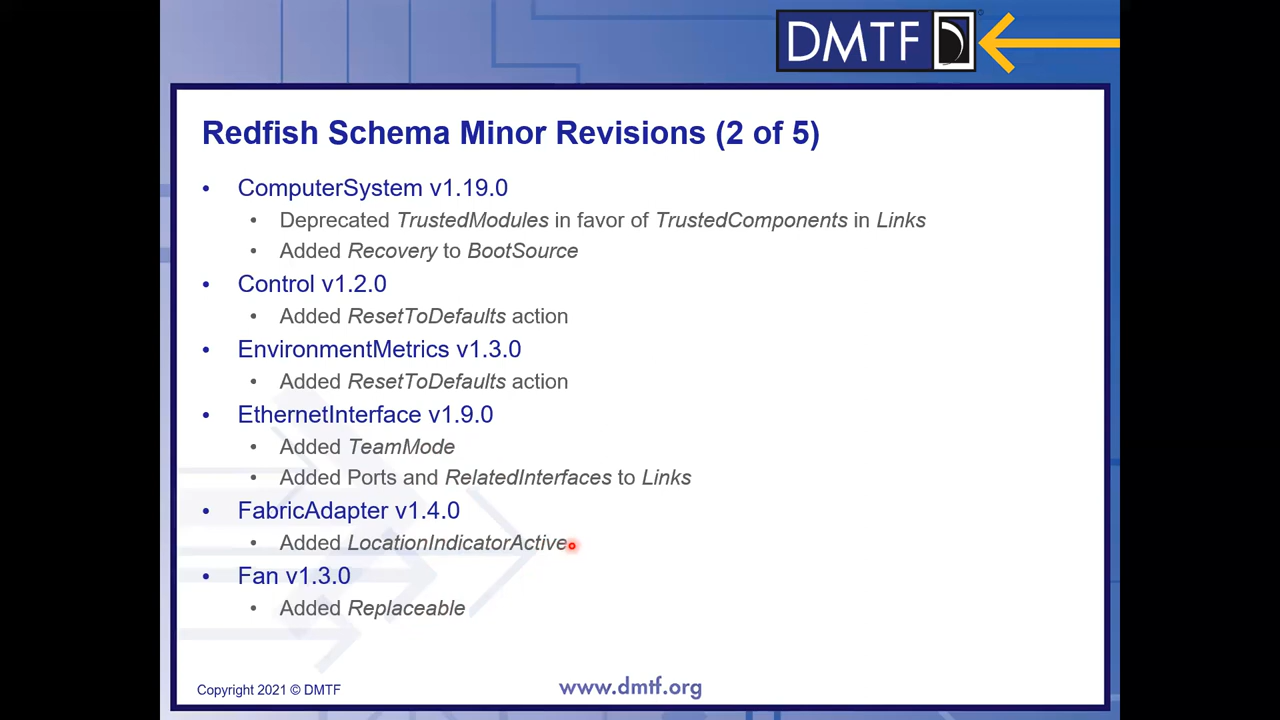 DMTF
Redfish Schema Minor Revisions (2 of 5)
• ComputerSystem v1.19.0
• Deprecated TrustedModules in favor of TrustedComponents in Links
• Added Recovery to BootSource
• Control v1.2.0
• Added ResetToDefaults action
• EnvironmentMetrics v1.3.0
• Added ResetToDefaults action
• EthernetInterface v1.9.0
• Added TeamMode
• Added Ports and RelatedInterfaces to Links
• FabricAdapter v1.4.0
• Added LocationIndicatorActive
• Fan v1.3.0
• Added Replaceable
Copyright 2021 © DMTF
www.dmtf.org